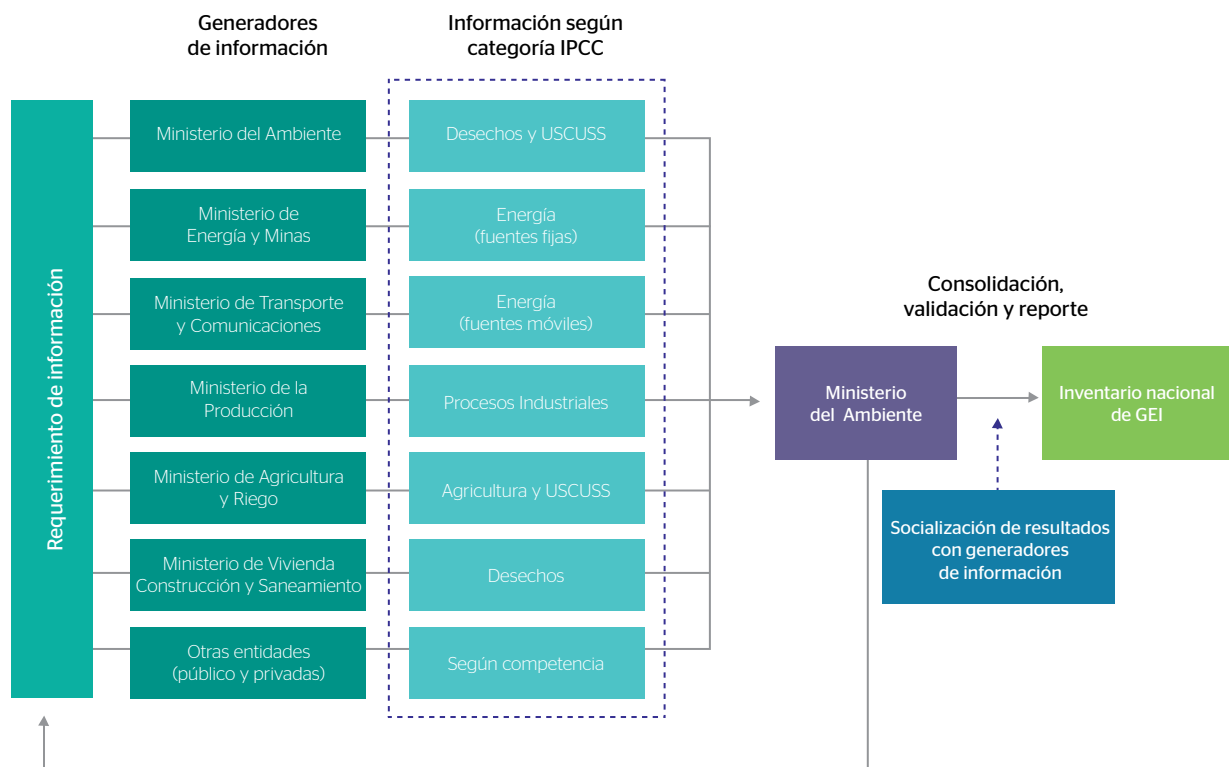 Generadores
de información
Información según
categoría IPCC
Requerimiento de información
Ministerio del Ambiente
Desechos y USCUSS
Ministerio de
Energía y Minas
Energía
(fuentes fijas)
Ministerio de Transporte
y Comunicaciones
Energía
(fuentes móviles)
Ministerio de la
Producción
Procesos Industriales
Ministerio de Agricultura
y Riego
Agricultura y USCUSS
Ministerio de Vivienda
Construcción y Saneamiento
Desechos
Otras entidades
(público y privadas)
Según competencia
Consolidación,
validación y reporte
Ministerio
del Ambiente
Inventario nacional
de GEI
Socialización de resultados
con generadores
de información